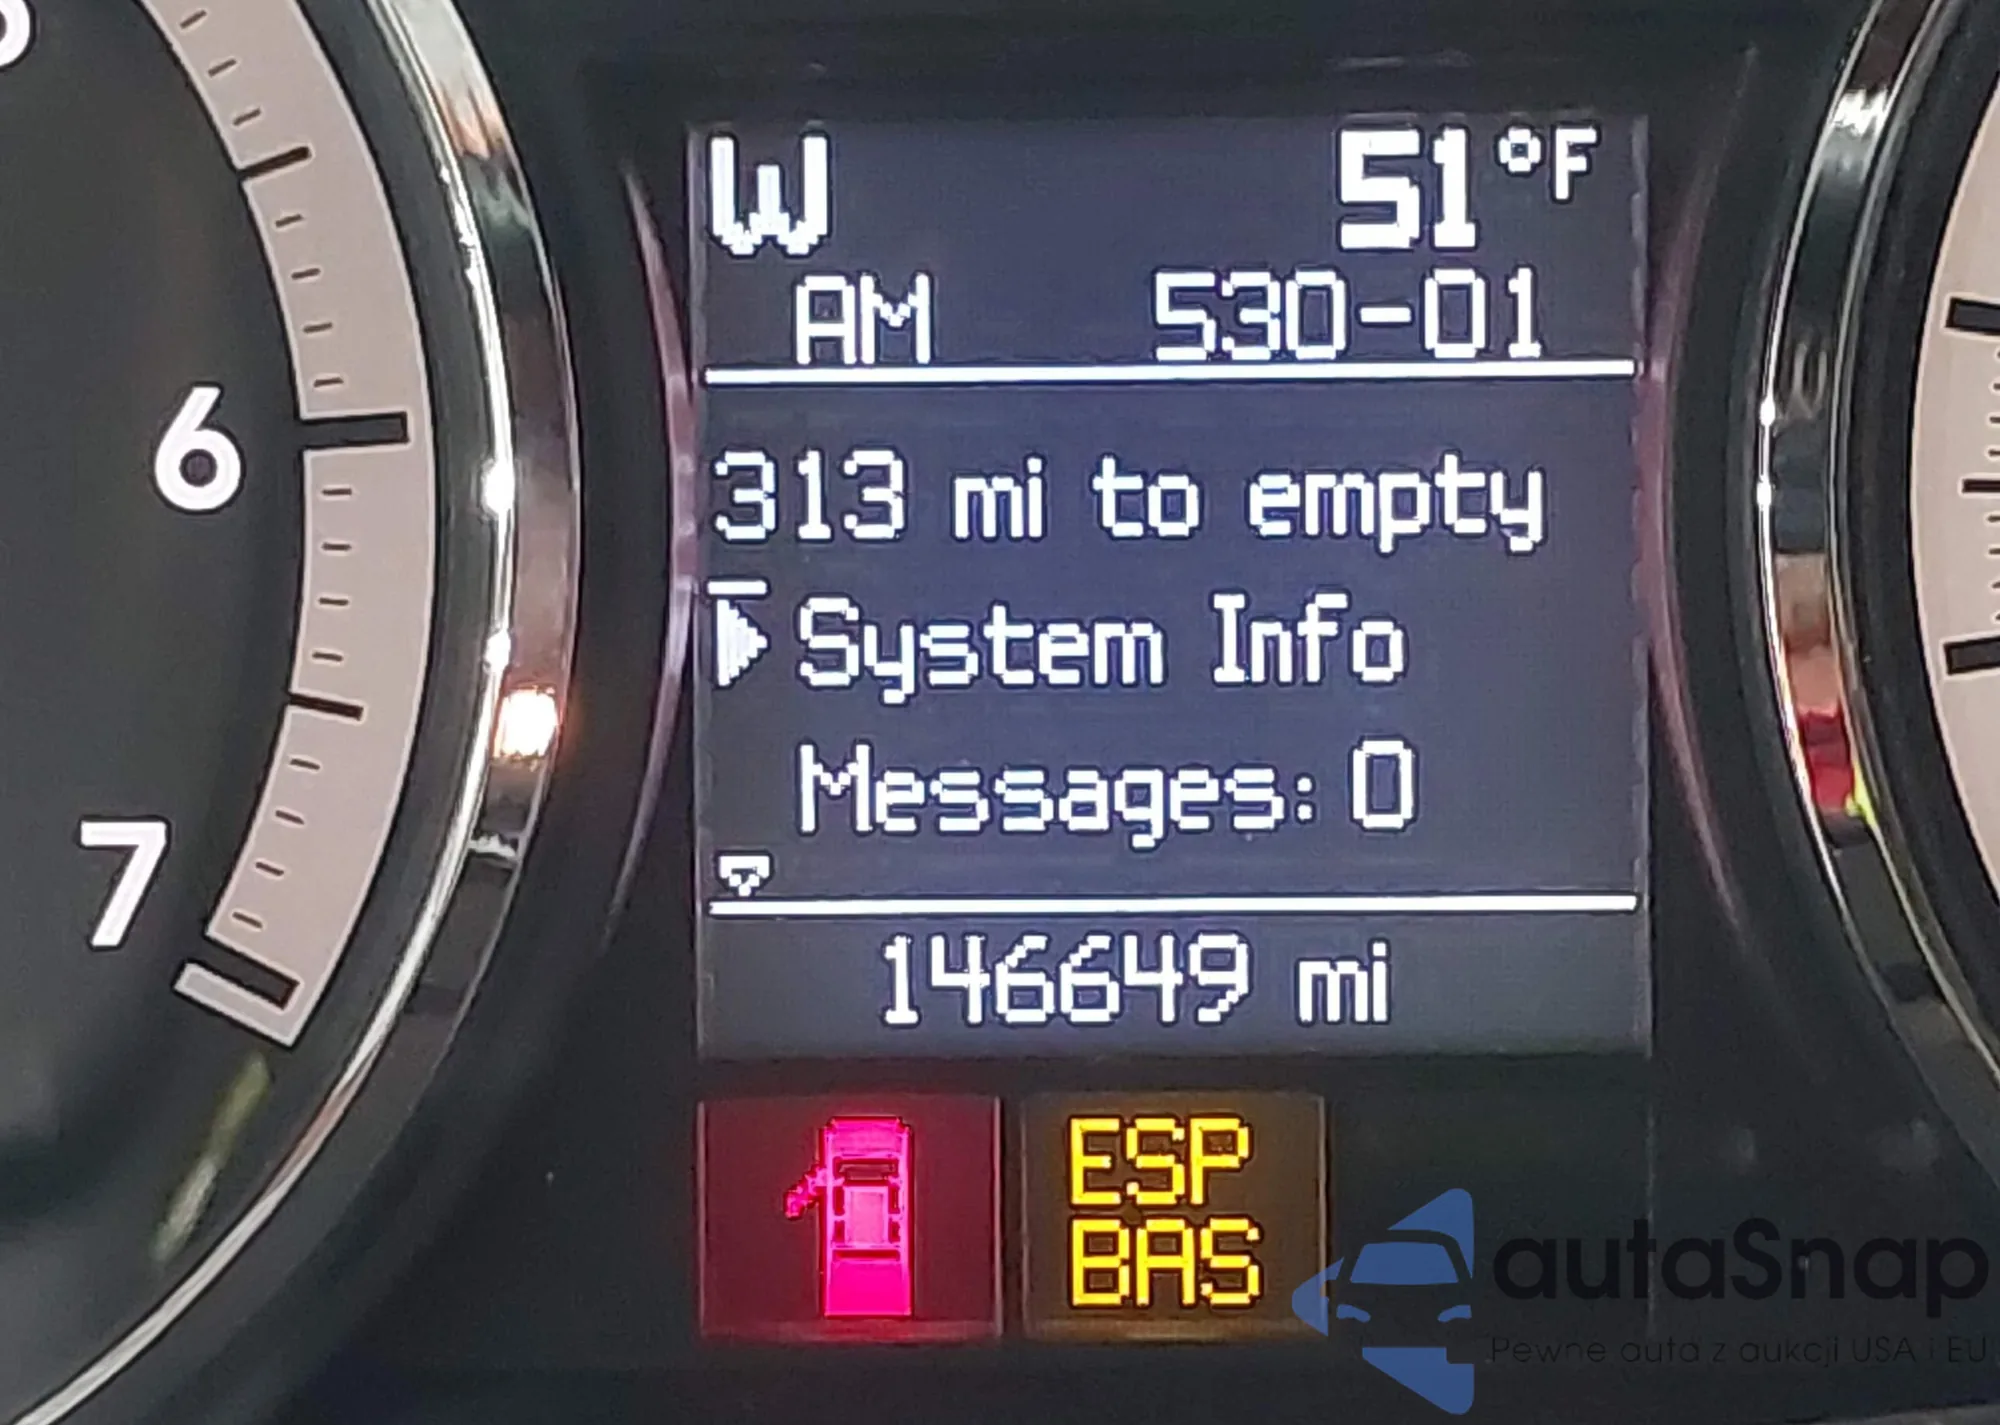 W 51°F
AM 530-01
313 mi to empty
System Info
Messages: 0
146649 mi
6
7
ESP
BAS
autaSnap
Pewne auta z aukcji USA i EU